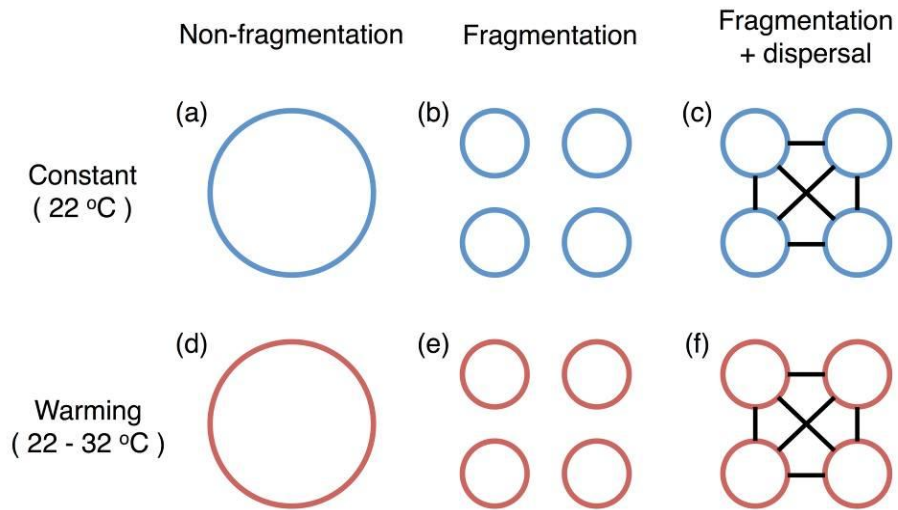 Non-fragmentation
Fragmentation
Fragmentation
+ dispersal
(a)
(b)
(c)
Constant
( 22 ºC )
(d)
(e)
(f)
Warming
( 22 - 32 ºC )